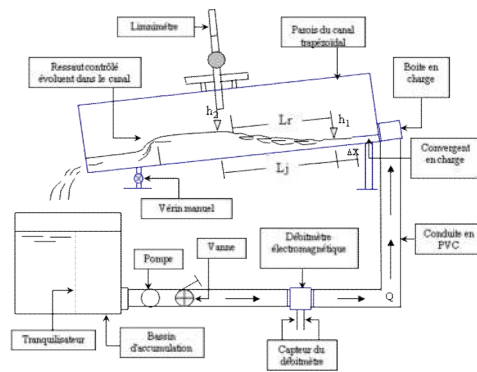 Limnimètre
Parois du canal
trapézoidal
Ressaut contrôlé
évoluent dans le canal
Boite en
charge
h2
Lr
h1
Convergent
en charge
ΔX
Lj
Vérin manuel
Débitmètre
électromagnétique
Conduite en
PVC
Vanne
Pompe
Q
Tranquilisateur
Bassin
d'accumulation
Capteur du
débitmètre